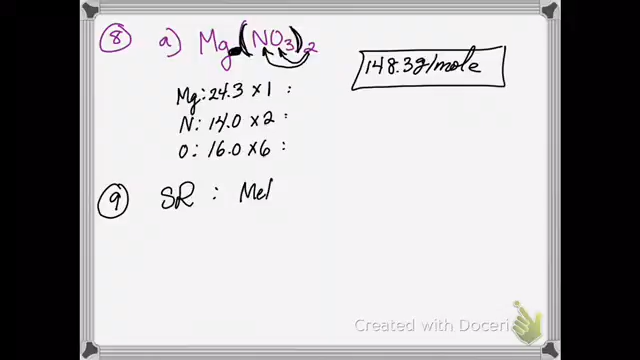 8 a) Mg(NO3)2
148.3g/mole
Mg: 24.3 x 1 :
N: 14.0 x 2 :
O: 16.0 x 6 :
9 SR : Mel
Created with Doceri